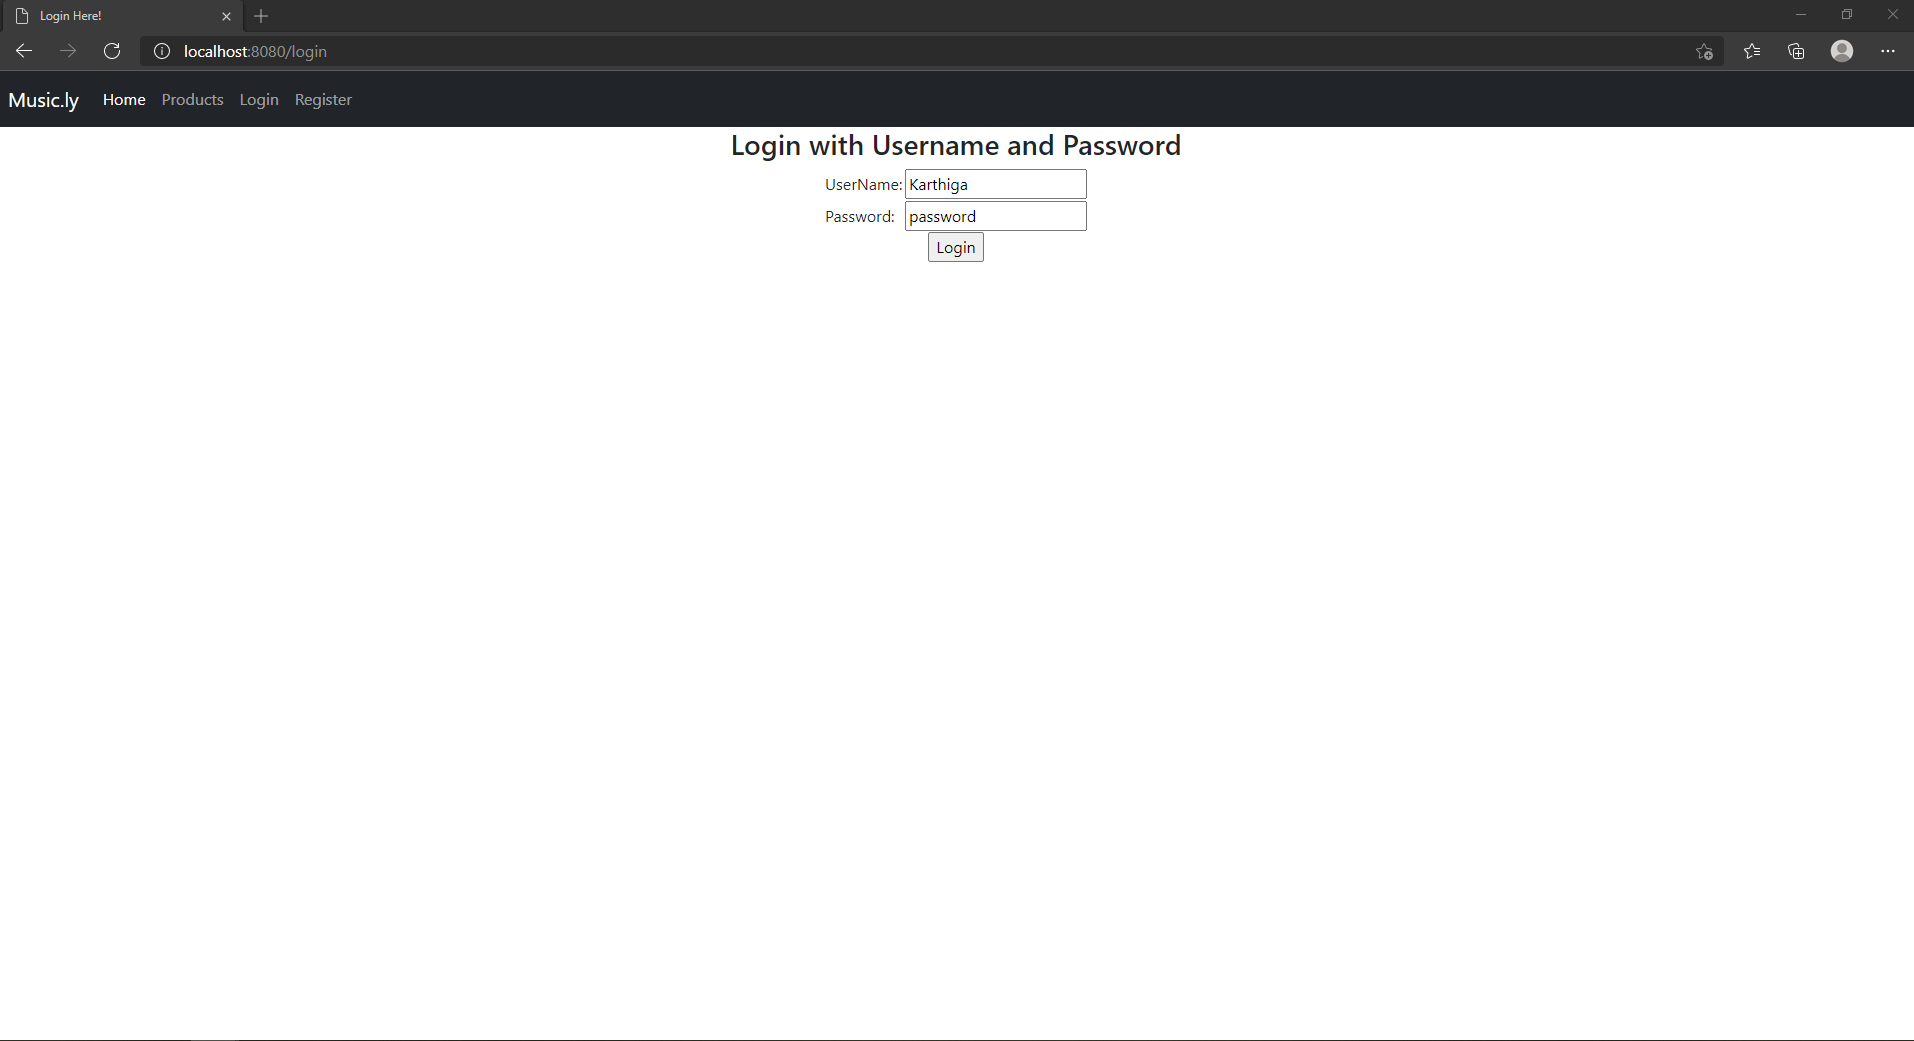 Login Here!
localhost:8080/login
Music.ly Home Products Login Register
Login with Username and Password
UserName: Karthiga
Password: password
Login